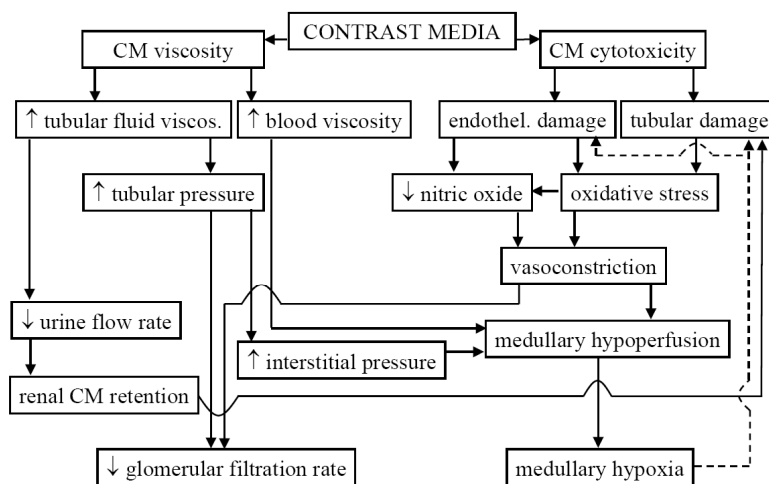 CONTRAST MEDIA
CM viscosity
CM cytotoxicity
↑ tubular fluid viscos.
↑ blood viscosity
endothel. damage
tubular damage
↑ tubular pressure
↓ nitric oxide
oxidative stress
vasoconstriction
↓ urine flow rate
medullary hypoperfusion
↑ interstitial pressure
renal CM retention
↓ glomerular filtration rate
medullary hypoxia